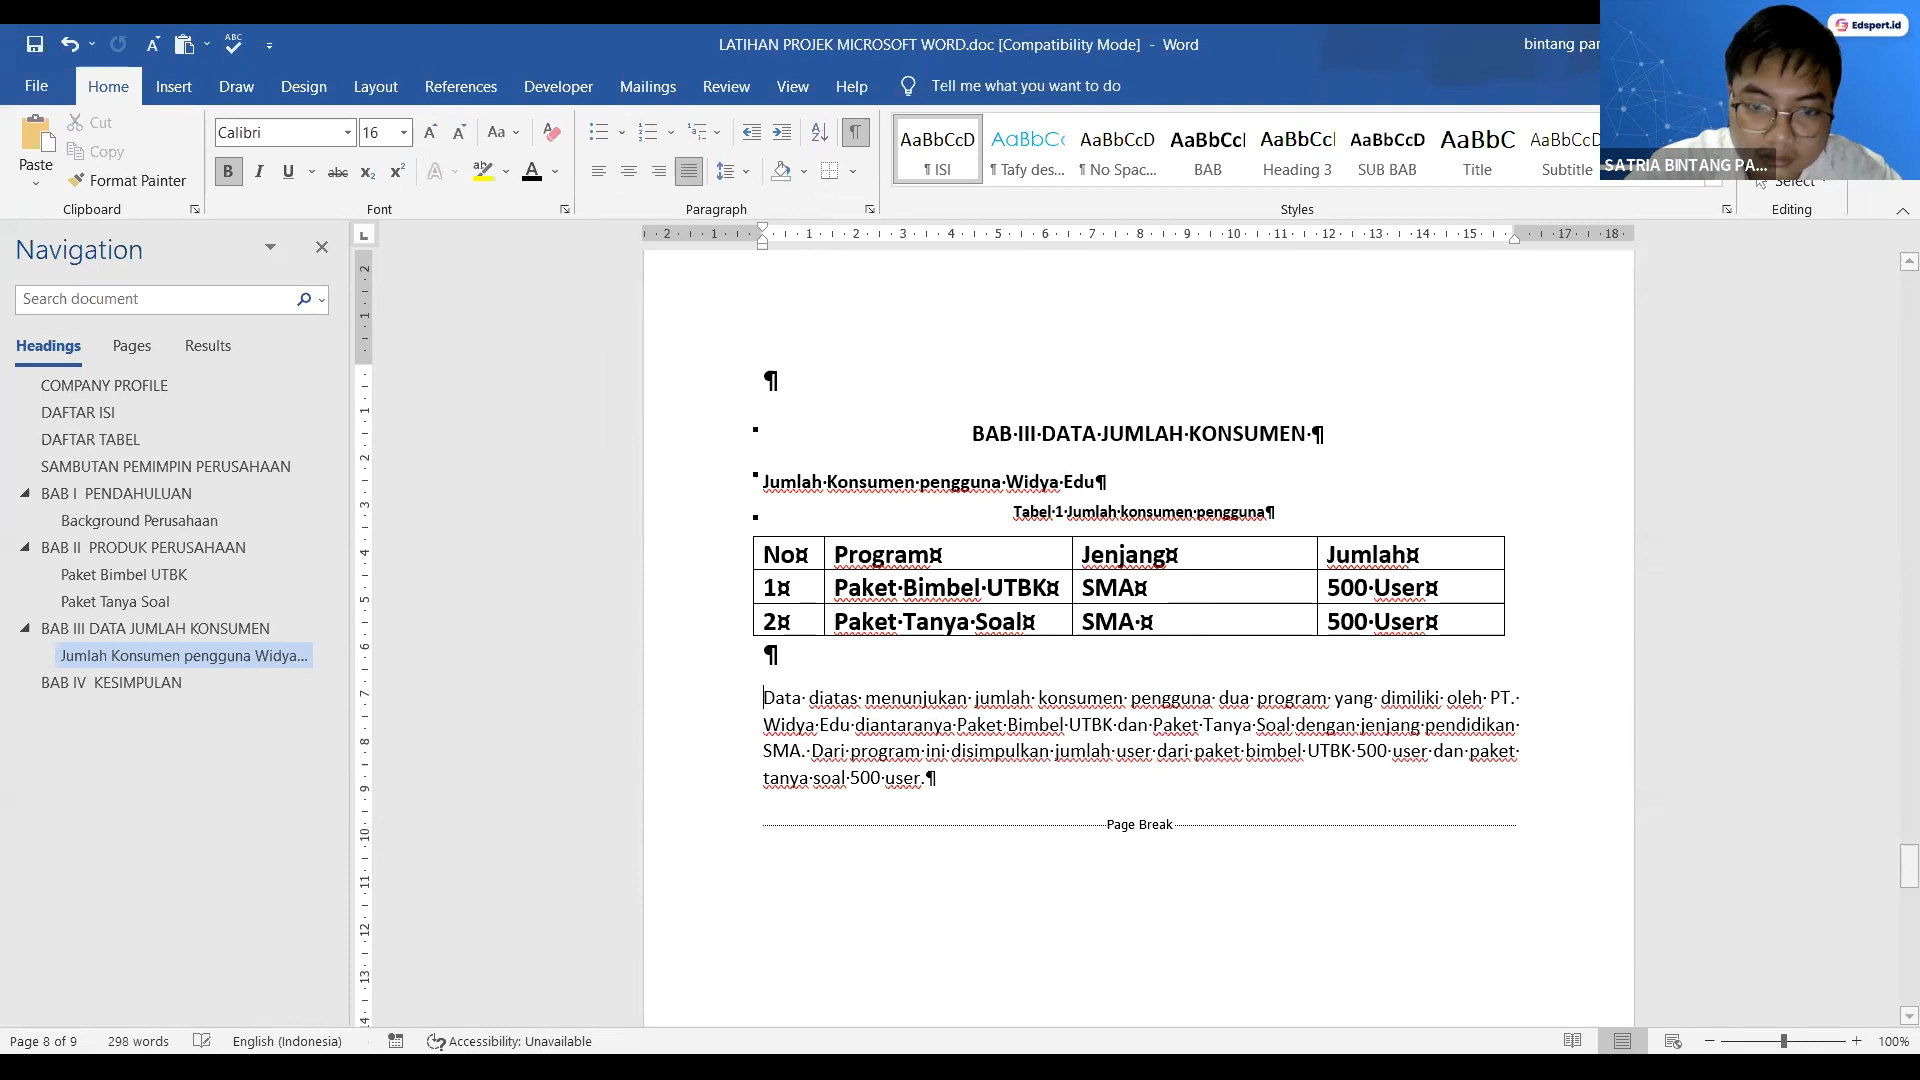 LATIHAN PROJEK MICROSOFT WORD.doc [Compatibility Mode] - Word
bintang par
Edspert.id
File Home Insert Draw Design Layout References Developer Mailings Review View Help Tell me what you want to do
Paste
Cut
Copy
Format Painter
Clipboard
Calibri 16
Font
Paragraph
AaBbCcD AaBbCc AaBbCcD AaBbCcI AaBbCcI AaBbCcD AaBbC AaBbCcD
¶ ISI ¶ Tafy des... ¶ No Spac... BAB Heading 3 SUB BAB Title Subtitle
Styles
Select
Editing
SATRIA BINTANG PA...
Navigation
Search document
Headings Pages Results
COMPANY PROFILE
DAFTAR ISI
DAFTAR TABEL
SAMBUTAN PEMIMPIN PERUSAHAAN
BAB I PENDAHULUAN
Background Perusahaan
BAB II PRODUK PERUSAHAAN
Paket Bimbel UTBK
Paket Tanya Soal
BAB III DATA JUMLAH KONSUMEN
Jumlah Konsumen pengguna Widya...
BAB IV KESIMPULAN
¶
BAB·III·DATA·JUMLAH·KONSUMEN·¶
Jumlah·Konsumen·pengguna·Widya·Edu¶
Tabel·1·Jumlah·konsumen·pengguna¶
No¤ Program¤ Jenjang¤ Jumlah¤
1¤ Paket·Bimbel·UTBK¤ SMA¤ 500·User¤
2¤ Paket·Tanya·Soal¤ SMA·¤ 500·User¤
¶
Data· diatas· menunjukan· jumlah· konsumen· pengguna· dua· program· yang· dimiliki· oleh· PT.·
Widya·Edu·diantaranya·Paket·Bimbel·UTBK·dan·Paket·Tanya·Soal·dengan·jenjang·pendidikan·
SMA.·Dari·program·ini·disimpulkan·jumlah·user·dari·paket·bimbel·UTBK·500·user·dan·paket·
tanya·soal·500·user.¶
Page Break
Page 8 of 9 298 words English (Indonesia) Accessibility: Unavailable 100%